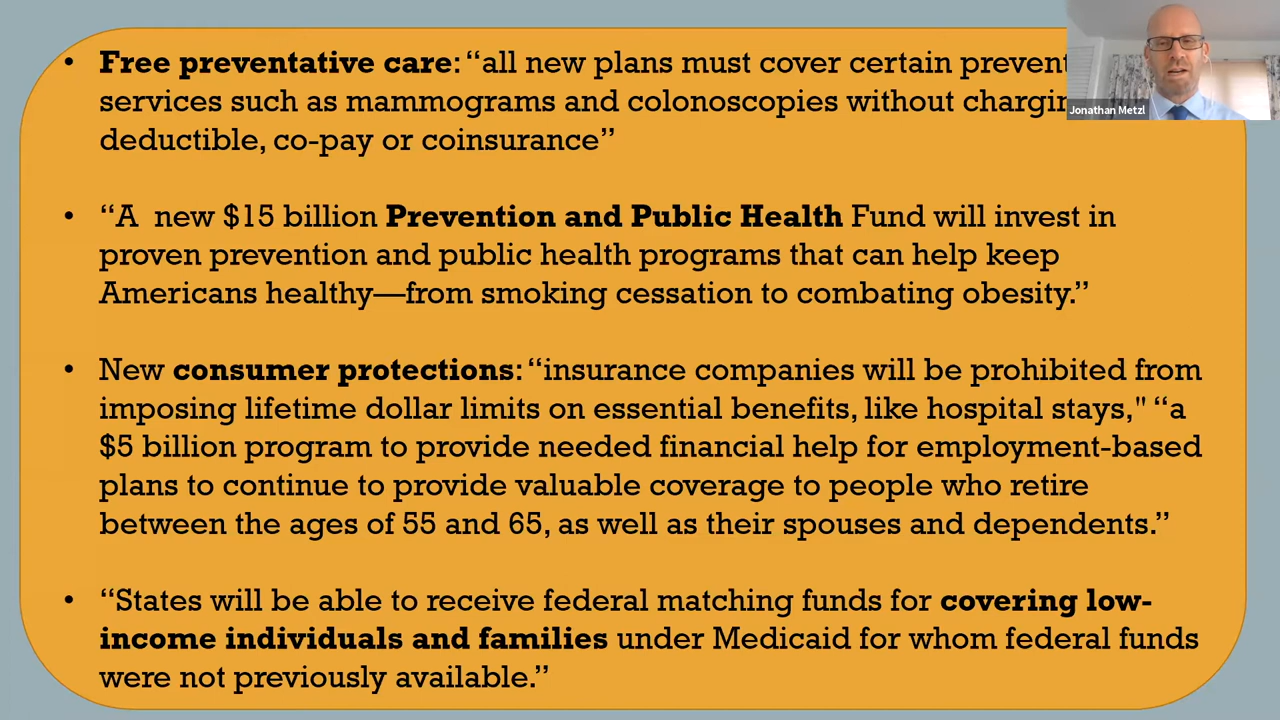 • Free preventative care: “all new plans must cover certain
services such as mammograms and colonoscopies without
deductible, co-pay or coinsurance”
• “A  new $15 billion Prevention and Public Health Fund will invest in
proven prevention and public health programs that can help keep
Americans healthy—from smoking cessation to combating obesity.”
• New consumer protections: “insurance companies will be prohibited from
imposing lifetime dollar limits on essential benefits, like hospital stays," “a
$5 billion program to provide needed financial help for employment-based
plans to continue to provide valuable coverage to people who retire
between the ages of 55 and 65, as well as their spouses and dependents.”
• “States will be able to receive federal matching funds for covering low-
income individuals and families under Medicaid for whom federal funds
were not previously available.”
Jonathan Metzl